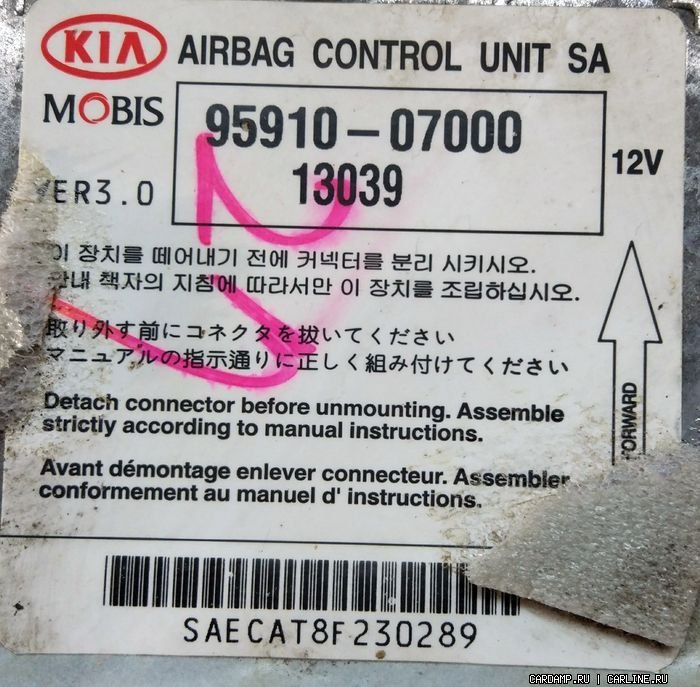 KIA AIRBAG CONTROL UNIT SA
MOBIS
95910-07000
13039
12V
VER3.0
이 장치를 떼어내기 전에 커넥터를 분리 시키시오.
안내 책자의 지침에 따라서만 이 장치를 조립하십시오.
取り外す前にコネクタを抜いてください
マニュアルの指示通りに正しく組み付けてください
FORWARD
Detach connector before unmounting. Assemble
strictly according to manual instructions.
Avant démontage enlever connecteur. Assembler
conformement au manuel d' instructions.
SAECAT8F230289
CARDAMP.RU | CARLINE.RU